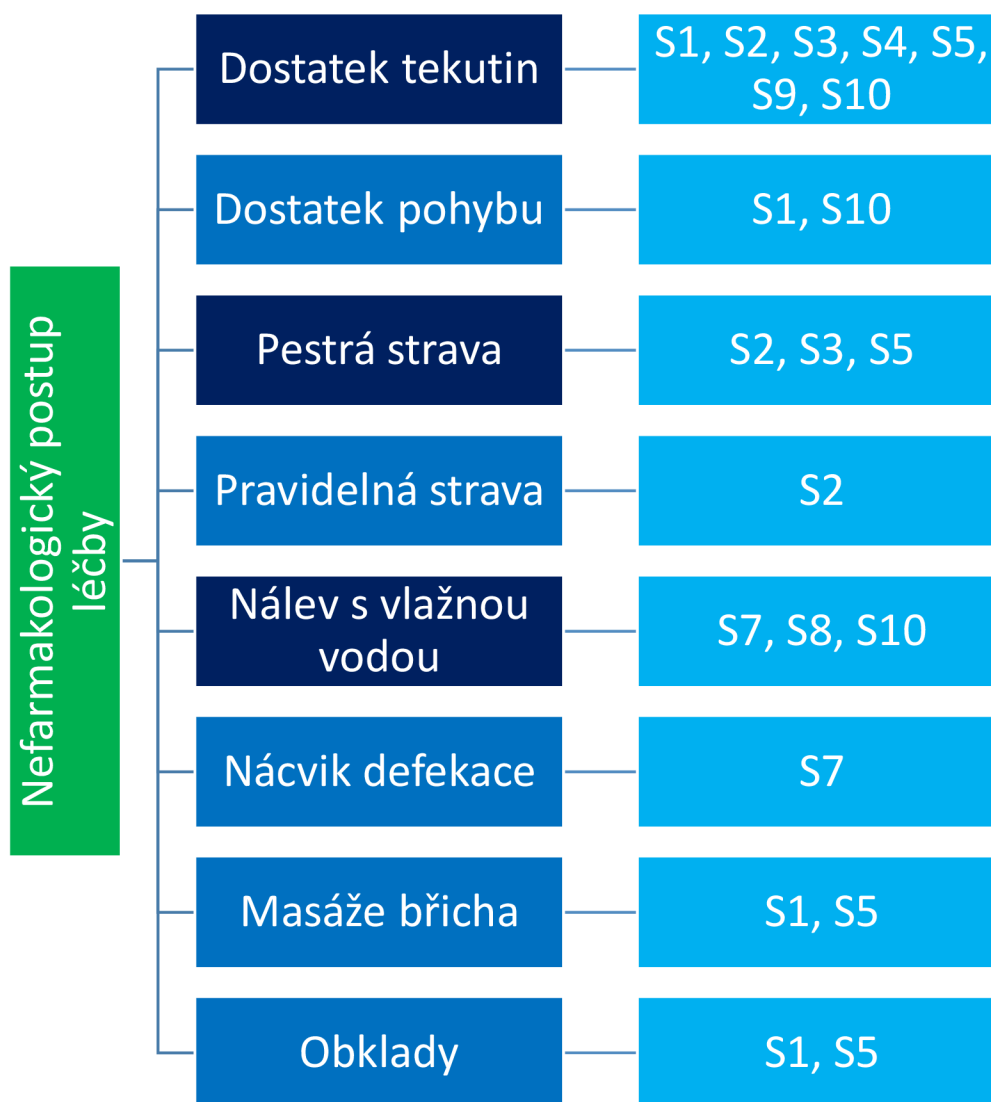 Nefarmakologický postup
léčby
Dostatek tekutin
S1, S2, S3, S4, S5,
S9, S10
Dostatek pohybu
S1, S10
Pestrá strava
S2, S3, S5
Pravidelná strava
S2
Nálev s vlažnou
vodou
S7, S8, S10
Nácvik defekace
S7
Masáže břicha
S1, S5
Obklady
S1, S5